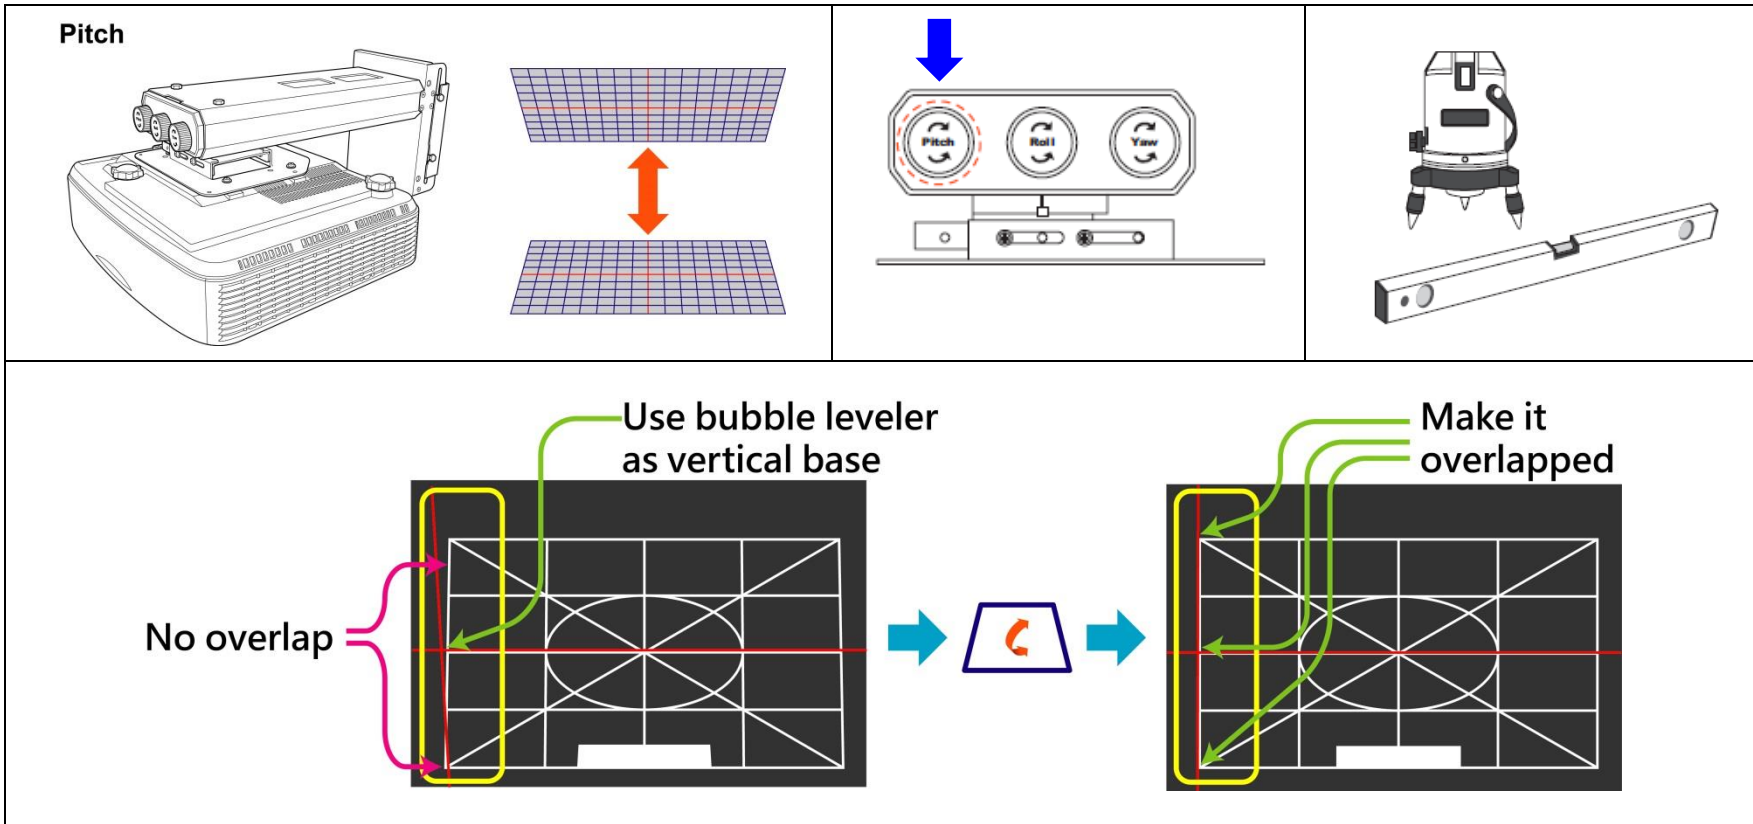 Pitch
Pitch
Roll
Yaw
Use bubble leveler
as vertical base
Make it
overlapped
No overlap